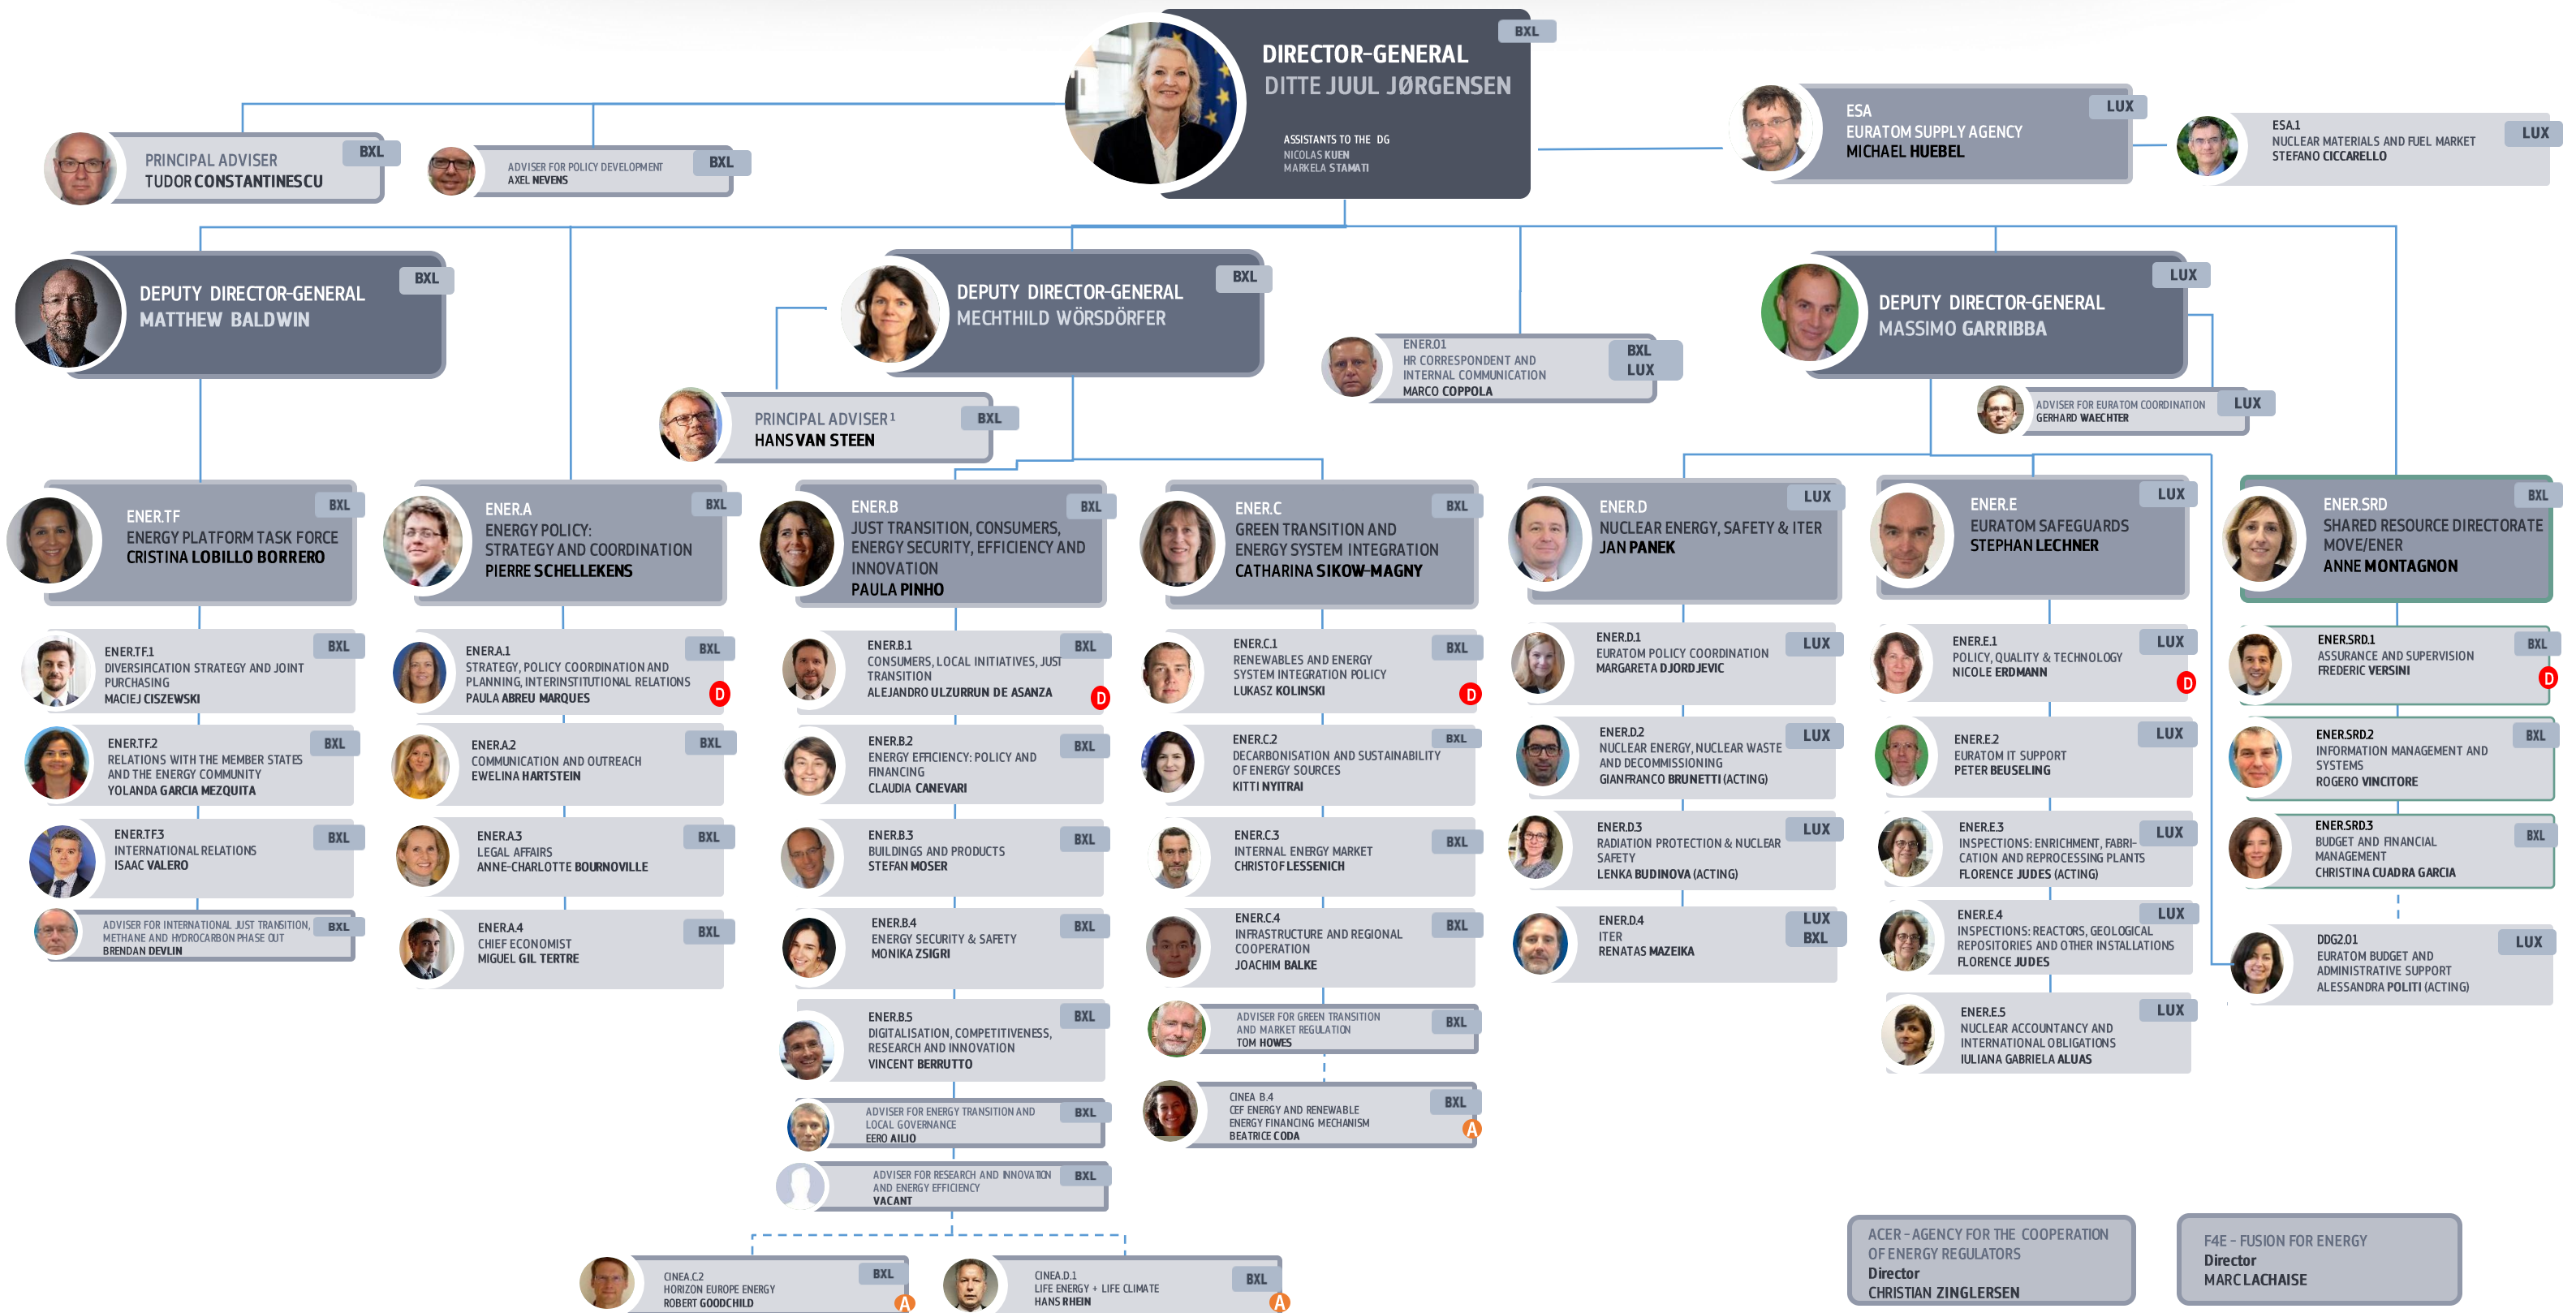 BXL
DIRECTOR-GENERAL
DITTE JUUL JØRGENSEN
ASSISTANTS TO THE DG
NICOLAS KUEN
MARKELA STAMATI
BXL
PRINCIPAL ADVISER
TUDOR CONSTANTINESCU
BXL
ADVISER FOR POLICY DEVELOPMENT
AXEL NEVENS
LUX
ESA
EURATOM SUPPLY AGENCY
MICHAEL HUEBEL
LUX
ESA.1
NUCLEAR MATERIALS AND FUEL MARKET
STEFANO CICCARELLO
BXL
DEPUTY DIRECTOR-GENERAL
MATTHEW BALDWIN
BXL
DEPUTY DIRECTOR-GENERAL
MECHTHILD WÖRSDÖRFER
BXL
PRINCIPAL ADVISER 1
HANS VAN STEEN
BXL
LUX
ENER.01
HR CORRESPONDENT AND
INTERNAL COMMUNICATION
MARCO COPPOLA
LUX
DEPUTY DIRECTOR-GENERAL
MASSIMO GARRIBBA
LUX
ADVISER FOR EURATOM COORDINATION
GERHARD WAECHTER
BXL
ENER.TF
ENERGY PLATFORM TASK FORCE
CRISTINA LOBILLO BORRERO
BXL
ENER.TF.1
DIVERSIFICATION STRATEGY AND JOINT
PURCHASING
MACIEJ CISZEWSKI
BXL
ENER.TF.2
RELATIONS WITH THE MEMBER STATES
AND THE ENERGY COMMUNITY
YOLANDA GARCIA MEZQUITA
BXL
ENER.TF.3
INTERNATIONAL RELATIONS
ISAAC VALERO
BXL
ADVISER FOR INTERNATIONAL JUST TRANSITION,
METHANE AND HYDROCARBON PHASE OUT
BRENDAN DEVLIN
BXL
ENER.A
ENERGY POLICY:
STRATEGY AND COORDINATION
PIERRE SCHELLEKENS
BXL
ENER.A.1
STRATEGY, POLICY COORDINATION AND
PLANNING, INTERINSTITUTIONAL RELATIONS
PAULA ABREU MARQUES
D
BXL
ENER.A.2
COMMUNICATION AND OUTREACH
EWELINA HARTSTEIN
BXL
ENER.A.3
LEGAL AFFAIRS
ANNE-CHARLOTTE BOURNOVILLE
BXL
ENER.A.4
CHIEF ECONOMIST
MIGUEL GIL TERTRE
BXL
ENER.B
JUST TRANSITION, CONSUMERS,
ENERGY SECURITY, EFFICIENCY AND
INNOVATION
PAULA PINHO
BXL
ENER.B.1
CONSUMERS, LOCAL INITIATIVES, JUST
TRANSITION
ALEJANDRO ULZURRUN DE ASANZA
D
BXL
ENER.B.2
ENERGY EFFICIENCY: POLICY AND
FINANCING
CLAUDIA CANEVARI
BXL
ENER.B.3
BUILDINGS AND PRODUCTS
STEFAN MOSER
BXL
ENER.B.4
ENERGY SECURITY & SAFETY
MONIKA ZSIGRI
BXL
ENER.B.5
DIGITALISATION, COMPETITIVENESS,
RESEARCH AND INNOVATION
VINCENT BERRUTTO
BXL
ADVISER FOR ENERGY TRANSITION AND
LOCAL GOVERNANCE
EERO AILIO
BXL
ADVISER FOR RESEARCH AND INNOVATION
AND ENERGY EFFICIENCY
VACANT
BXL
CINEA.C.2
HORIZON EUROPE ENERGY
ROBERT GOODCHILD
A
BXL
CINEA.D.1
LIFE ENERGY + LIFE CLIMATE
HANS RHEIN
A
BXL
ENER.C
GREEN TRANSITION AND
ENERGY SYSTEM INTEGRATION
CATHARINA SIKOW-MAGNY
BXL
ENER.C.1
RENEWABLES AND ENERGY
SYSTEM INTEGRATION POLICY
LUKASZ KOLINSKI
D
BXL
ENER.C.2
DECARBONISATION AND SUSTAINABILITY
OF ENERGY SOURCES
KITTI NYITRAI
BXL
ENER.C.3
INTERNAL ENERGY MARKET
CHRISTOF LESSENICH
BXL
ENER.C.4
INFRASTRUCTURE AND REGIONAL
COOPERATION
JOACHIM BALKE
BXL
ADVISER FOR GREEN TRANSITION
AND MARKET REGULATION
TOM HOWES
BXL
CINEA B.4
CEF ENERGY AND RENEWABLE
ENERGY FINANCING MECHANISM
BEATRICE CODA
A
LUX
ENER.D
NUCLEAR ENERGY, SAFETY & ITER
JAN PANEK
LUX
ENER.D.1
EURATOM POLICY COORDINATION
MARGARETA DJORDJEVIC
LUX
ENER.D.2
NUCLEAR ENERGY, NUCLEAR WASTE
AND DECOMMISSIONING
GIANFRANCO BRUNETTI (ACTING)
LUX
ENER.D.3
RADIATION PROTECTION & NUCLEAR
SAFETY
LENKA BUDINOVA (ACTING)
LUX
BXL
ENER.D.4
ITER
RENATAS MAZEIKA
LUX
ENER.E
EURATOM SAFEGUARDS
STEPHAN LECHNER
LUX
ENER.E.1
POLICY, QUALITY & TECHNOLOGY
NICOLE ERDMANN
D
LUX
ENER.E.2
EURATOM IT SUPPORT
PETER BEUSELING
LUX
ENER.E.3
INSPECTIONS: ENRICHMENT, FABRI-
CATION AND REPROCESSING PLANTS
FLORENCE JUDES (ACTING)
LUX
ENER.E.4
INSPECTIONS: REACTORS, GEOLOGICAL
REPOSITORIES AND OTHER INSTALLATIONS
FLORENCE JUDES
LUX
ENER.E.5
NUCLEAR ACCOUNTANCY AND
INTERNATIONAL OBLIGATIONS
IULIANA GABRIELA ALUAS
BXL
ENER.SRD
SHARED RESOURCE DIRECTORATE
MOVE/ENER
ANNE MONTAGNON
BXL
ENER.SRD.1
ASSURANCE AND SUPERVISION
FREDERIC VERSINI
D
BXL
ENER.SRD.2
INFORMATION MANAGEMENT AND
SYSTEMS
ROGERO VINCITORE
BXL
ENER.SRD.3
BUDGET AND FINANCIAL
MANAGEMENT
CHRISTINA CUADRA GARCIA
LUX
DDG2.01
EURATOM BUDGET AND
ADMINISTRATIVE SUPPORT
ALESSANDRA POLITI (ACTING)
ACER - AGENCY FOR THE COOPERATION
OF ENERGY REGULATORS
Director
CHRISTIAN ZINGLERSEN
F4E - FUSION FOR ENERGY
Director
MARC LACHAISE